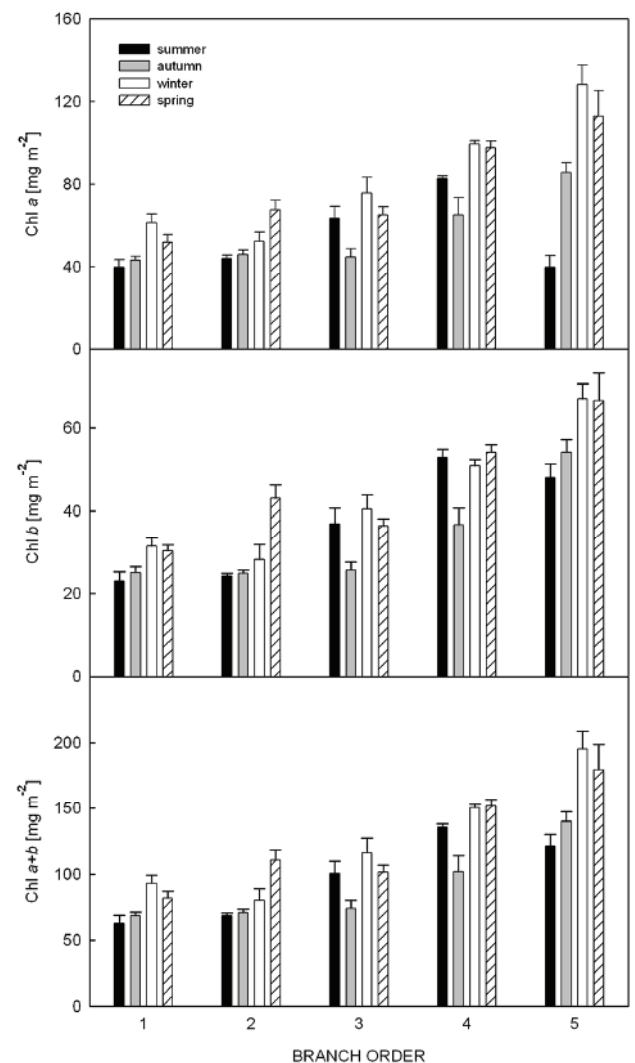 160
summer
autumn
winter
spring
120
80
40
0
Chl a [mg m-2]
60
40
20
0
Chl b [mg m-2]
200
150
100
50
0
Chl a+b [mg m-2]
1 2 3 4 5
BRANCH ORDER